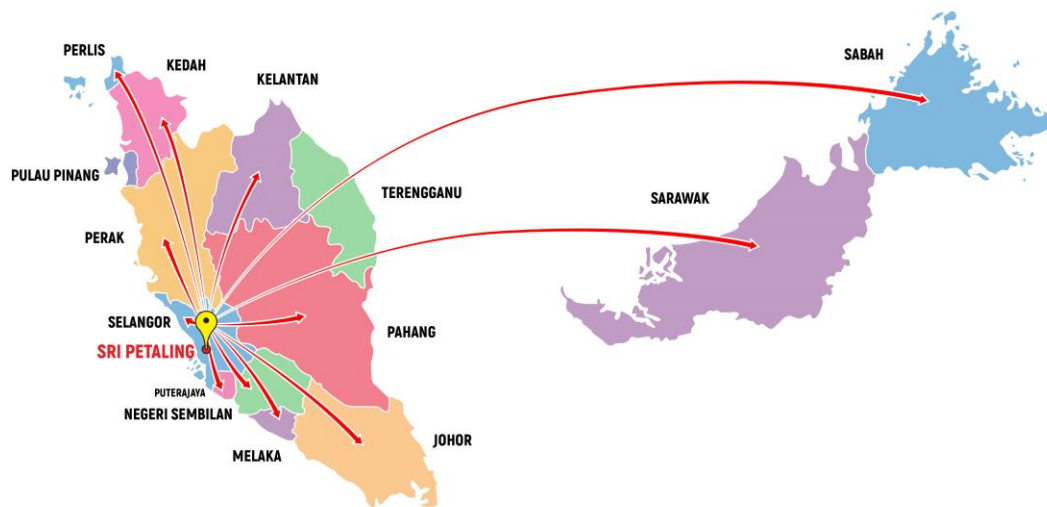 PERLIS
KEDAH
KELANTAN
SABAH
PULAU PINANG
TERENGGANU
SARAWAK
PERAK
SELANGOR
PAHANG
SRI PETALING
PUTERAJAYA
NEGERI SEMBILAN
MELAKA
JOHOR